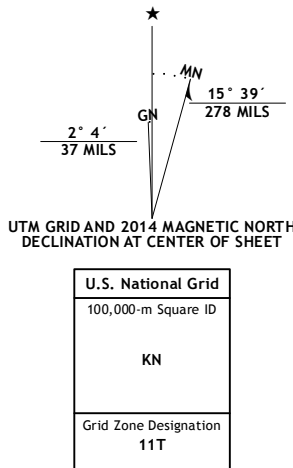 ★
MN
GN
15° 39´
278 MILS
2° 4´
37 MILS
UTM GRID AND 2014 MAGNETIC NORTH
DECLINATION AT CENTER OF SHEET
U.S. National Grid
100,000-m Square ID
KN
Grid Zone Designation
11T